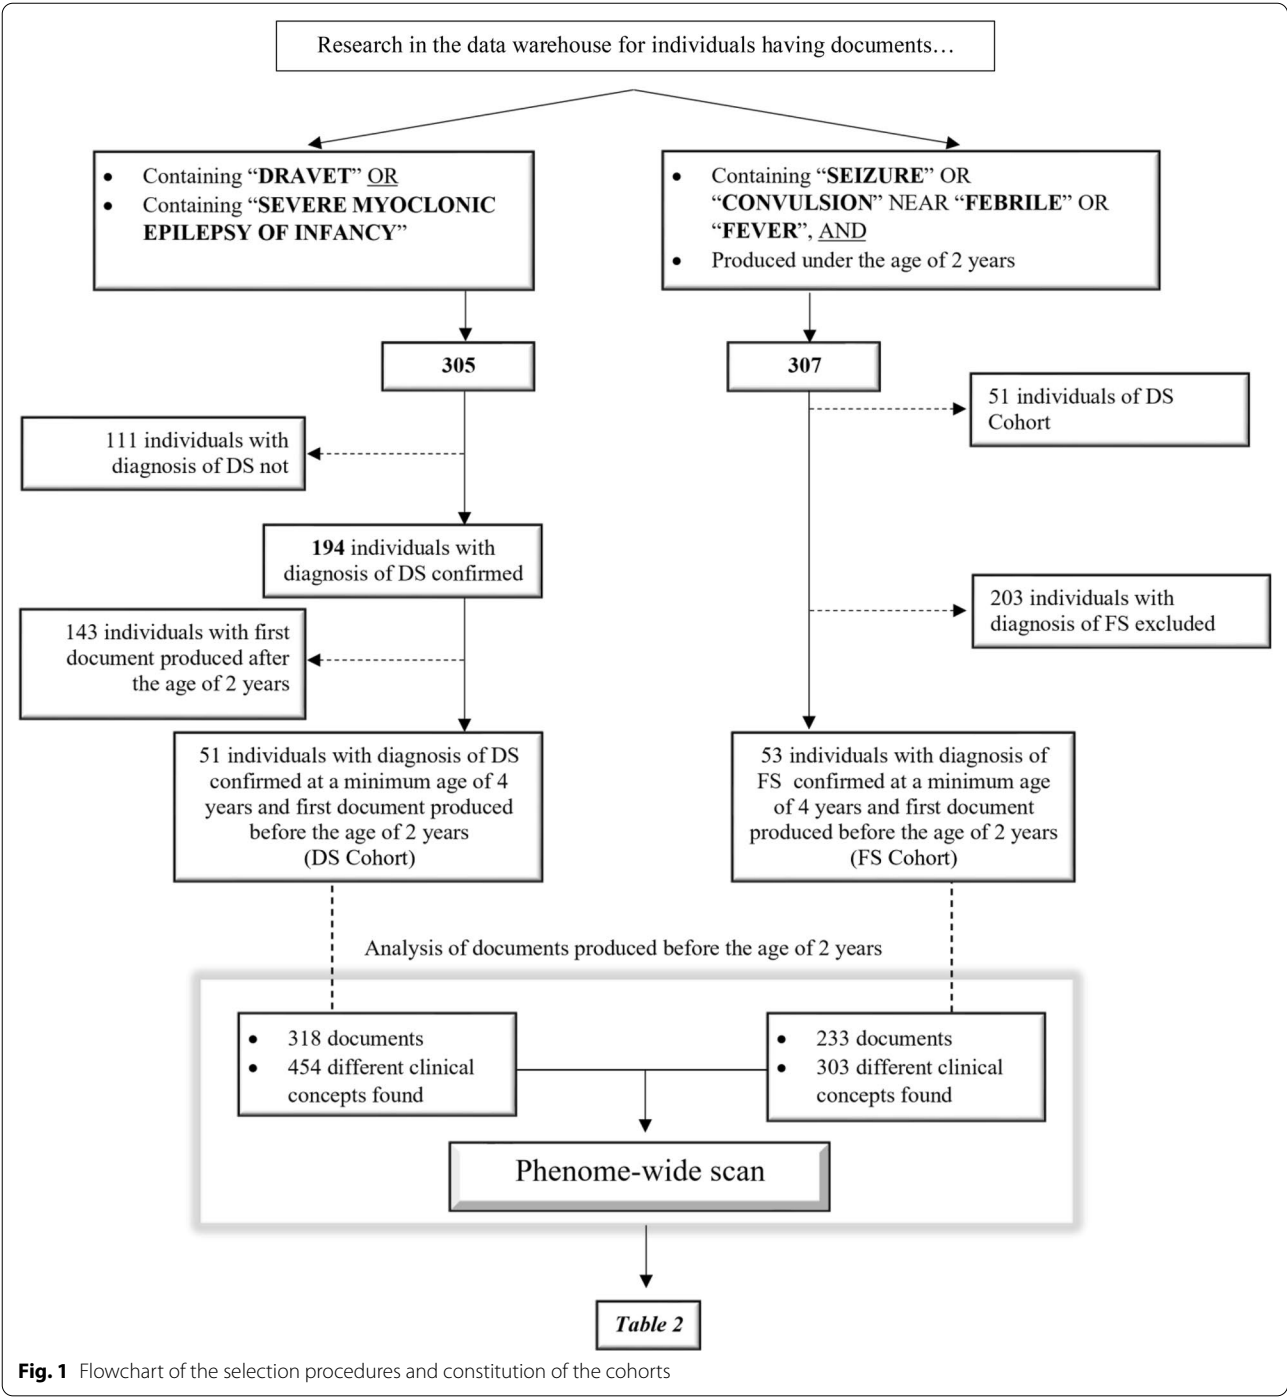 Research in the data warehouse for individuals having documents…
• Containing “DRAVET” OR
• Containing “SEVERE MYOCLONIC
EPILEPSY OF INFANCY”
• Containing “SEIZURE” OR
“CONVULSION” NEAR “FEBRILE” OR
“FEVER”, AND
• Produced under the age of 2 years
305
307
51 individuals of DS
Cohort
111 individuals with
diagnosis of DS not
194 individuals with
diagnosis of DS confirmed
203 individuals with
diagnosis of FS excluded
143 individuals with first
document produced after
the age of 2 years
51 individuals with diagnosis of DS
confirmed at a minimum age of 4
years and first document produced
before the age of 2 years
(DS Cohort)
53 individuals with diagnosis of
FS confirmed at a minimum age
of 4 years and first document
produced before the age of 2 years
(FS Cohort)
Analysis of documents produced before the age of 2 years
• 318 documents
• 454 different clinical
concepts found
• 233 documents
• 303 different clinical
concepts found
Phenome-wide scan
Table 2
Fig. 1 Flowchart of the selection procedures and constitution of the cohorts